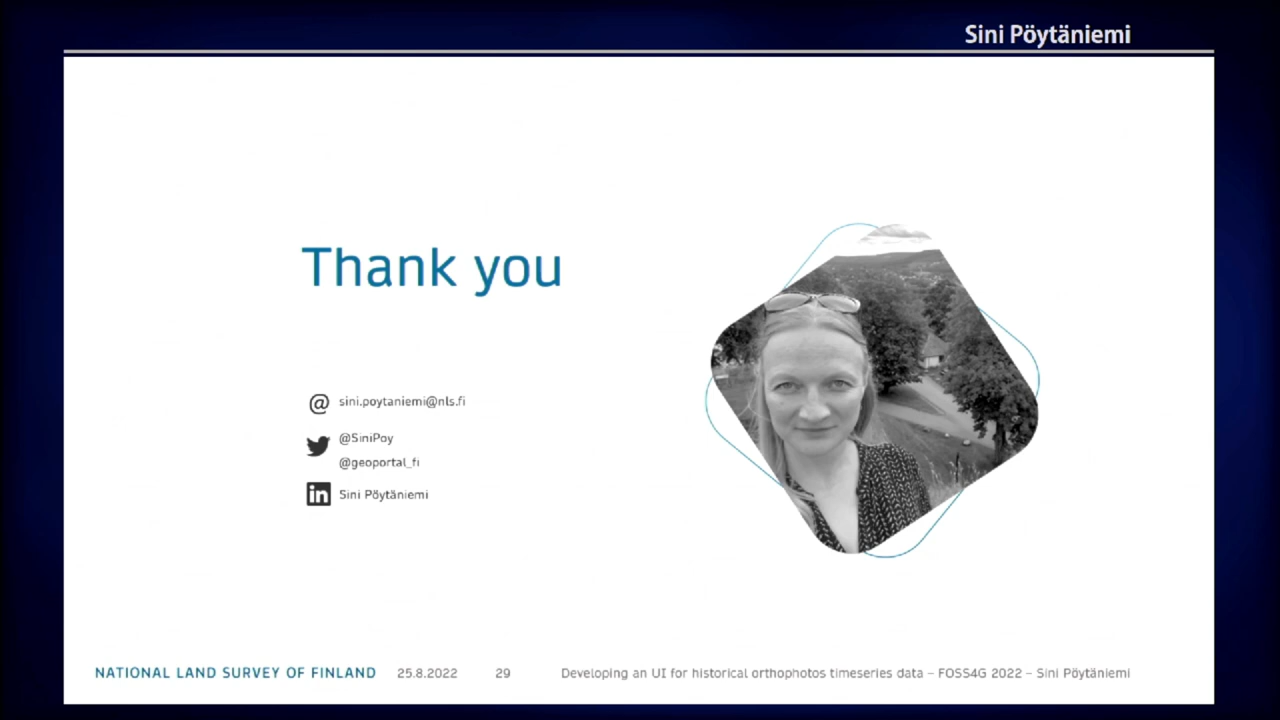 Sini Pöytäniemi
Thank you
@ sini.poytaniemi@nls.fi
@SiniPoy
@geoportal_fi
in Sini Pöytäniemi
NATIONAL LAND SURVEY OF FINLAND 25.8.2022 29 Developing an UI for historical orthophotos timeseries data – FOSS4G 2022 – Sini Pöytäniemi